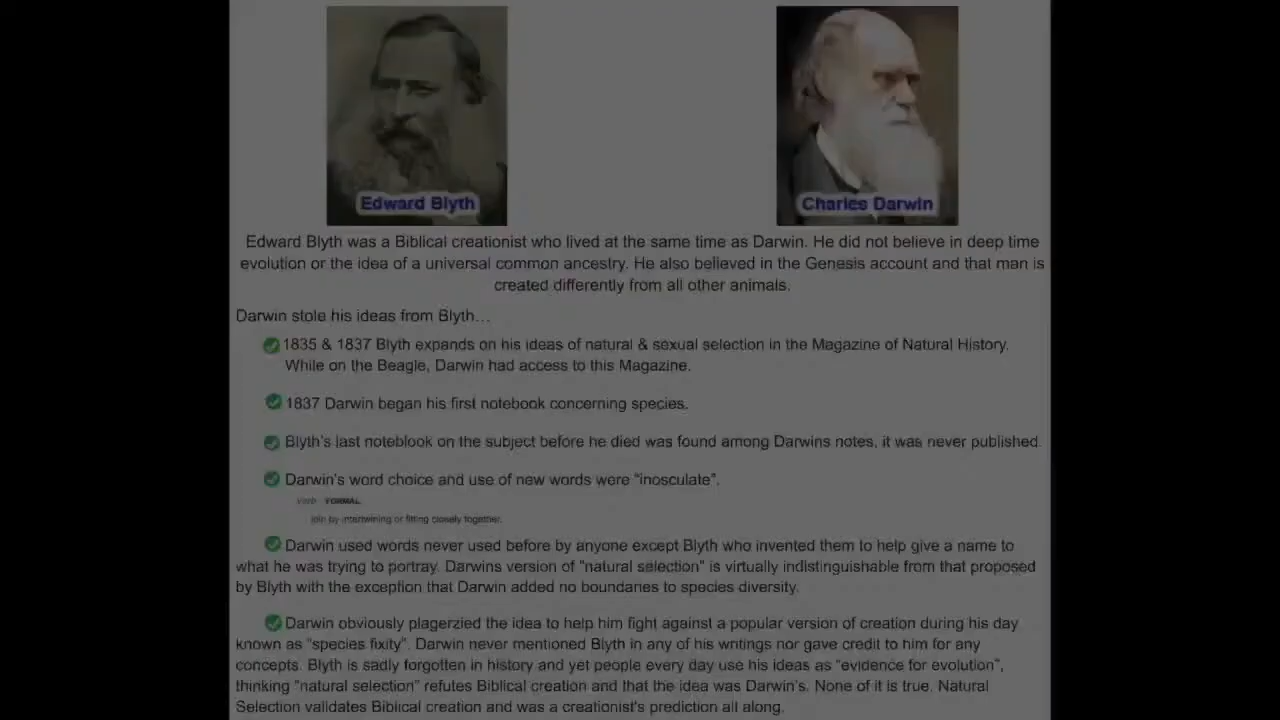 Edward Blyth
Charles Darwin
Edward Blyth was a Biblical creationist who lived at the same time as Darwin. He did not believe in deep time
evolution or the idea of a universal common ancestry. He also believed in the Genesis account and that man is
created differently from all other animals.
Darwin stole his ideas from Blyth...
1835 & 1837 Blyth expands on his ideas of natural & sexual selection in the Magazine of Natural History.
While on the Beagle, Darwin had access to this Magazine.
1837 Darwin began his first notebook concerning species.
Blyth's last noteblook on the subject before he died was found among Darwins notes, it was never published.
Darwin's word choice and use of new words were "inosculate".
verb FORMAL
join by intertwining or fitting closely together.
Darwin used words never used before by anyone except Blyth who invented them to help give a name to
what he was trying to portray. Darwins version of "natural selection" is virtually indistinguishable from that proposed
by Blyth with the exception that Darwin added no boundaries to species diversity.
Darwin obviously plagerzied the idea to help him fight against a popular version of creation during his day
known as "species fixity". Darwin never mentioned Blyth in any of his writings nor gave credit to him for any
concepts. Blyth is sadly forgotten in history and yet people every day use his ideas as "evidence for evolution",
thinking "natural selection" refutes Biblical creation and that the idea was Darwin's. None of it is true. Natural
Selection validates Biblical creation and was a creationist's prediction all along.